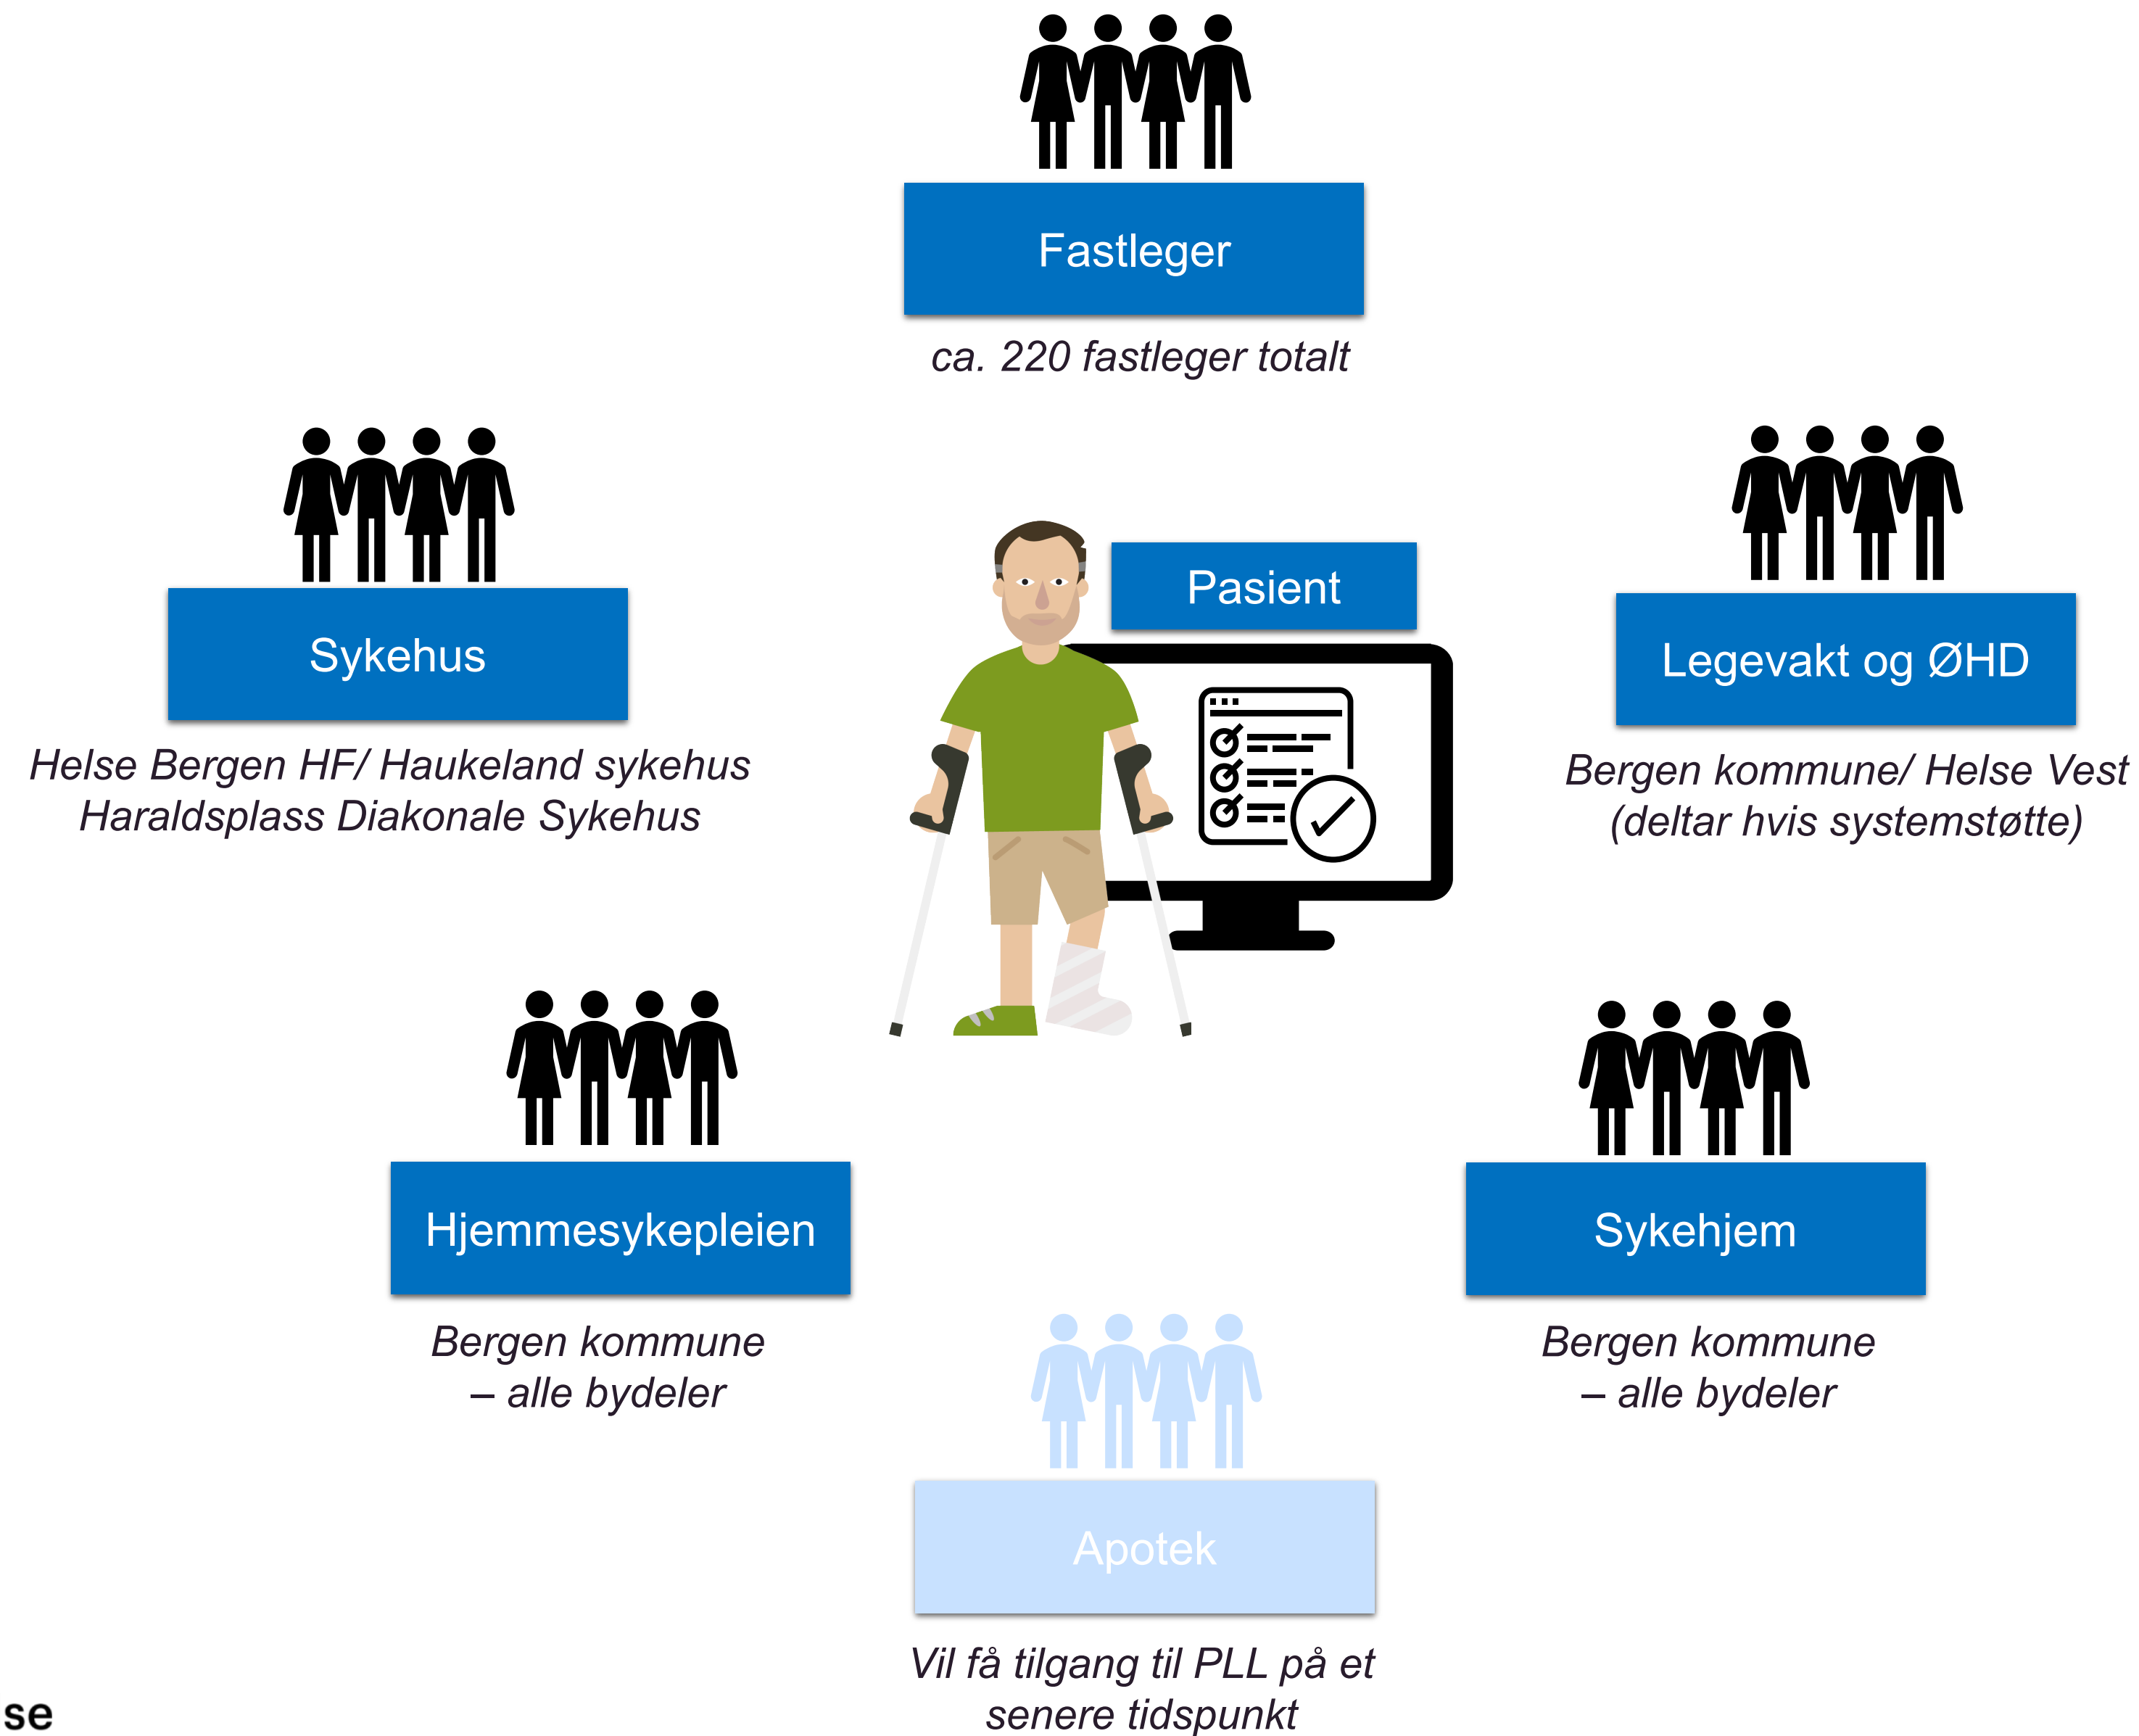 Fastleger
ca. 220 fastleger totalt
Sykehus
Helse Bergen HF/ Haukeland sykehus
Haraldsplass Diakonale Sykehus
Pasient
Legevakt og ØHD
Bergen kommune/ Helse Vest
(deltar hvis systemstøtte)
Hjemmesykepleien
Bergen kommune
– alle bydeler
Sykehjem
Bergen kommune
– alle bydeler
Apotek
Vil få tilgang til PLL på et
senere tidspunkt
se